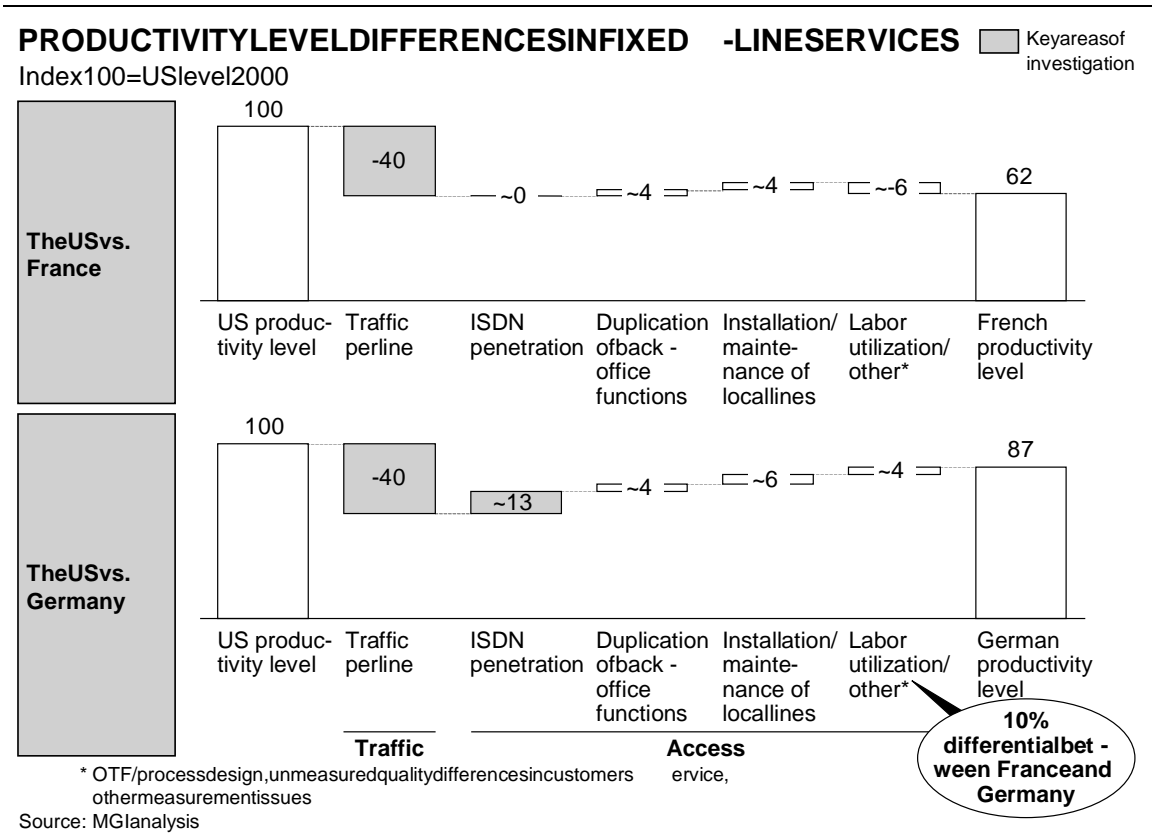 PRODUCTIVITYLEVELDIFFERENCESINFIXED -LINESERVICES
Keyareasof
investigation
Index100=USlevel2000
TheUSvs.
France
100
-40
~0
~4
~4
~-6
62
US produc-
tivity level
Traffic
perline
ISDN
penetration
Duplication
ofback -
office
functions
Installation/
mainte-
nance of
locallines
Labor
utilization/
other*
French
productivity
level
TheUSvs.
Germany
100
-40
~13
~4
~6
~4
87
US produc-
tivity level
Traffic
perline
ISDN
penetration
Duplication
ofback -
office
functions
Installation/
mainte-
nance of
locallines
Labor
utilization/
other*
German
productivity
level
Traffic
Access
10%
differentialbet -
ween Franceand
Germany
* OTF/processdesign,unmeasuredqualitydifferencesincustomers ervice,
othermeasurementissues
Source: MGIanalysis